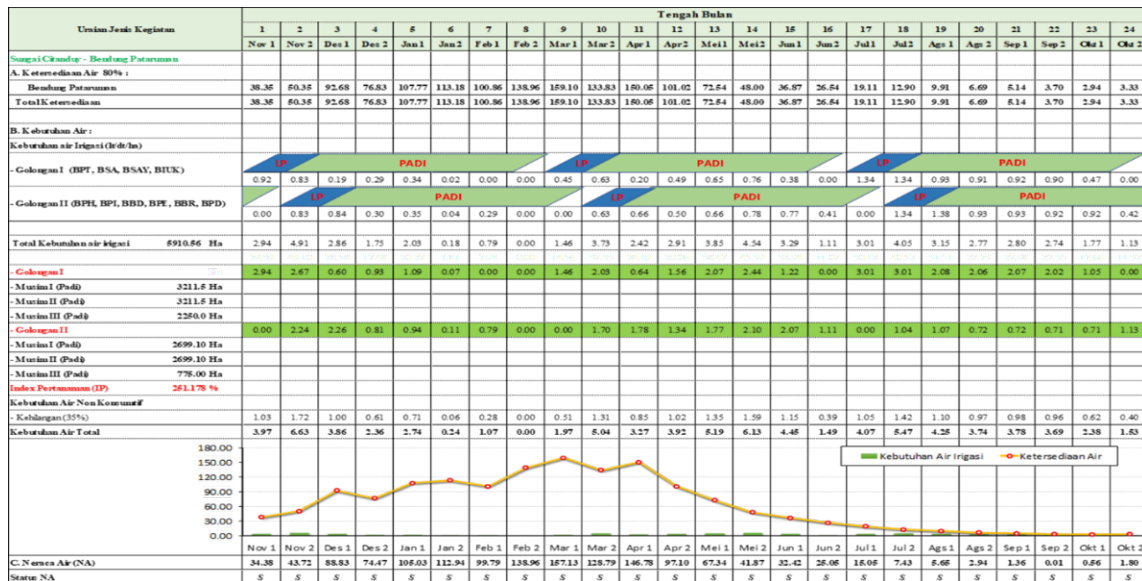 Uraian Jenis Kegiatan Tengah Bulan
1 2 3 4 5 6 7 8 9 10 11 12 13 14 15 16 17 18 19 20 21 22 23 24
Nov 1 Nov 2 Des 1 Des 2 Jan 1 Jan 2 Feb 1 Feb 2 Mar 1 Mar 2 Apr 1 Apr 2 Mei 1 Mei 2 Jun 1 Jun 2 Jul 1 Jul 2 Ags 1 Ags 2 Sep 1 Sep 2 Okt 1 Okt 2
Sungai Citanduy - Bendung Pataruman
A. Ketersediaan Air 80% :
Bendung Pataruman 38.35 50.35 92.68 76.83 107.77 113.18 100.86 138.96 159.10 133.83 150.05 101.02 72.54 48.00 36.87 26.54 19.11 12.90 9.91 6.69 5.14 3.70 2.94 3.33
Total Ketersediaan 38.35 50.35 92.68 76.83 107.77 113.18 100.86 138.96 159.10 133.83 150.05 101.02 72.54 48.00 36.87 26.54 19.11 12.90 9.91 6.69 5.14 3.70 2.94 3.33
B. Kebutuhan Air :
Kebutuhan air Irigasi (lt/dt/ha)
LP PADI LP PADI LP PADI
- Golongan I (BPT, BSA, BSAY, BIUK) 0.92 0.83 0.19 0.29 0.34 0.02 0.00 0.00 0.45 0.63 0.20 0.49 0.65 0.76 0.38 0.00 1.34 1.34 0.93 0.91 0.92 0.90 0.47 0.00
LP PADI LP PADI LP PADI
- Golongan II (BPH, BPI, BBD, BPE, BBR, BPD) 0.00 0.83 0.84 0.30 0.35 0.04 0.29 0.00 0.00 0.63 0.66 0.50 0.66 0.78 0.77 0.41 0.00 1.34 1.38 0.93 0.93 0.92 0.92 0.42
Total Kebutuhan air irigasi 5910.56 Ha 2.94 4.91 2.86 1.75 2.03 0.18 0.79 0.00 1.46 3.73 2.42 2.91 3.85 4.54 3.29 1.11 3.01 4.05 3.15 2.77 2.80 2.74 1.77 1.13
- Golongan I 2.94 2.67 0.60 0.93 1.09 0.07 0.00 0.00 1.46 2.03 0.64 1.56 2.07 2.44 1.22 0.00 3.01 3.01 2.08 2.06 2.07 2.02 1.05 0.00
- Musim I (Padi) 3211.5 Ha
- Musim II (Padi) 3211.5 Ha
- Musim III (Padi) 2250.0 Ha
- Golongan II 0.00 2.24 2.26 0.81 0.94 0.11 0.79 0.00 0.00 1.70 1.78 1.34 1.77 2.10 2.07 1.11 0.00 1.04 1.07 0.72 0.72 0.71 0.71 1.13
- Musim I (Padi) 2699.10 Ha
- Musim II (Padi) 2699.10 Ha
- Musim III (Padi) 775.00 Ha
Index Pertanaman (IP) 251.178 %
Kebutuhan Air Non Konsumtif
- Kehilangan (35%) 1.03 1.72 1.00 0.61 0.71 0.06 0.28 0.00 0.51 1.31 0.85 1.02 1.35 1.59 1.15 0.39 1.05 1.42 1.10 0.97 0.98 0.96 0.62 0.40
Kebutuhan Air Total 3.97 6.63 3.86 2.36 2.74 0.24 1.07 0.00 1.97 5.04 3.27 3.92 5.19 6.13 4.45 1.49 4.07 5.47 4.25 3.74 3.78 3.69 2.38 1.53
180.00
Kebutuhan Air Irigasi Ketersediaan Air
150.00
120.00
90.00
60.00
30.00
0.00
Nov 1 Nov 2 Des 1 Des 2 Jan 1 Jan 2 Feb 1 Feb 2 Mar 1 Mar 2 Apr 1 Apr 2 Mei 1 Mei 2 Jun 1 Jun 2 Jul 1 Jul 2 Ags 1 Ags 2 Sep 1 Sep 2 Okt 1 Okt 2
C. Neraca Air (NA) 34.38 43.72 88.83 74.47 105.03 112.94 99.79 138.96 157.13 128.79 146.78 97.10 67.34 41.87 32.42 25.05 15.05 7.43 5.65 2.94 1.36 0.01 0.56 1.80
Status NA S S S S S S S S S S S S S S S S S S S S S S S S